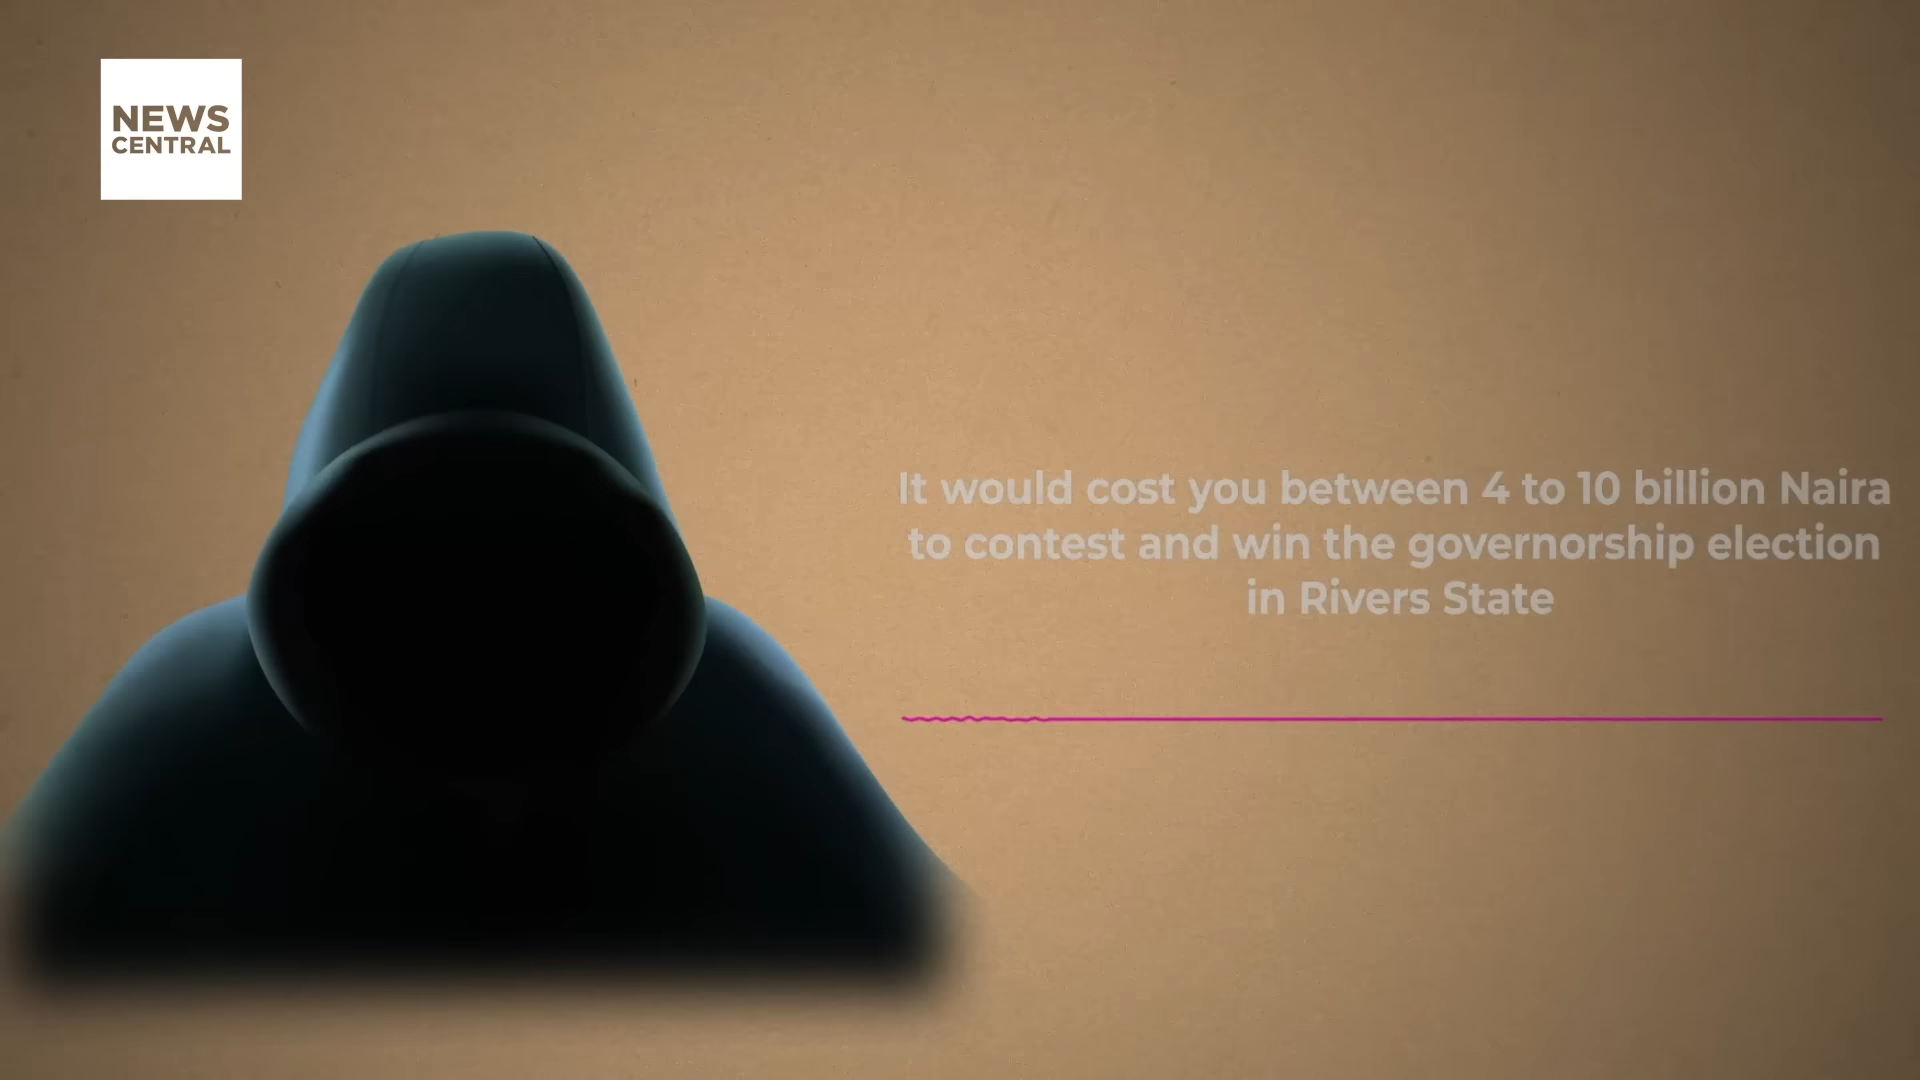 NEWS
CENTRAL
It would cost you between 4 to 10 billion Naira
to contest and win the governorship election
in Rivers State